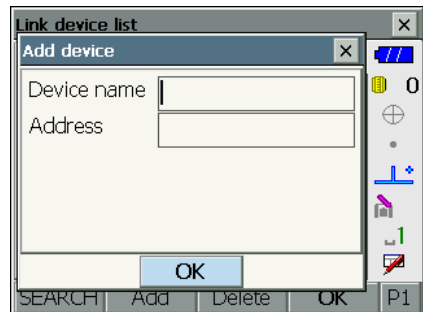 Link device list
Add device
Device name
Address
OK
0
1
SEARCH Add Delete OK P1